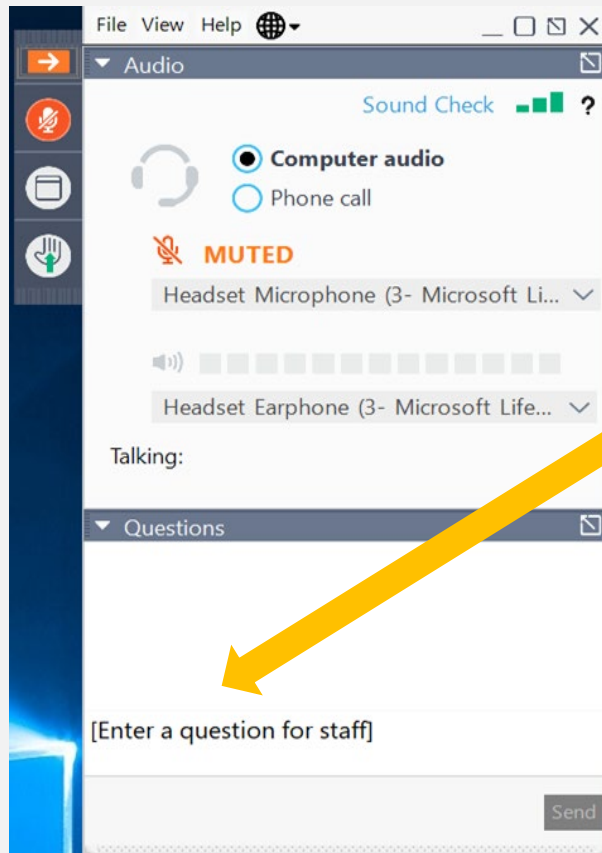 File View Help
Audio
Sound Check ?
Computer audio
Phone call
MUTED
Headset Microphone (3- Microsoft Li...
Headset Earphone (3- Microsoft Life...
Talking:
Questions
[Enter a question for staff]
Send